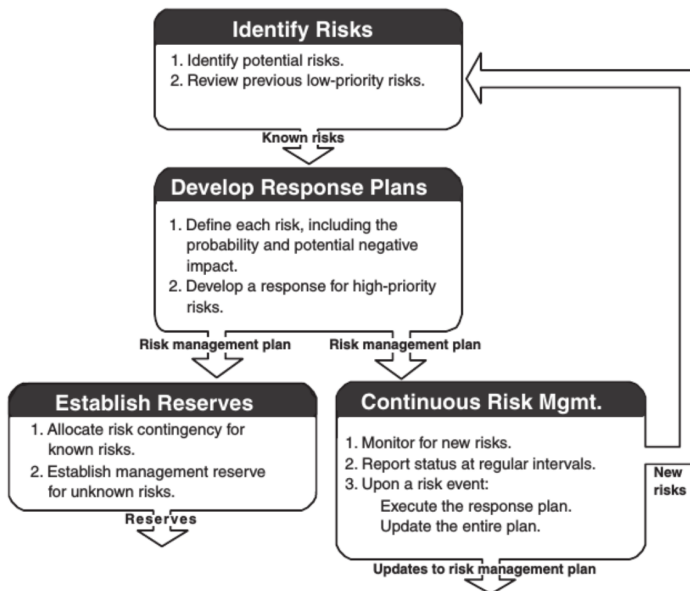 Identify Risks
1. Identify potential risks.
2. Review previous low-priority risks.
Known risks
Develop Response Plans
1. Define each risk, including the
probability and potential negative
impact.
2. Develop a response for high-priority
risks.
Risk management plan
Risk management plan
Establish Reserves
1. Allocate risk contingency for
known risks.
2. Establish management reserve
for unknown risks.
Reserves
Continuous Risk Mgmt.
1. Monitor for new risks.
2. Report status at regular intervals.
3. Upon a risk event:
Execute the response plan.
Update the entire plan.
New
risks
Updates to risk management plan